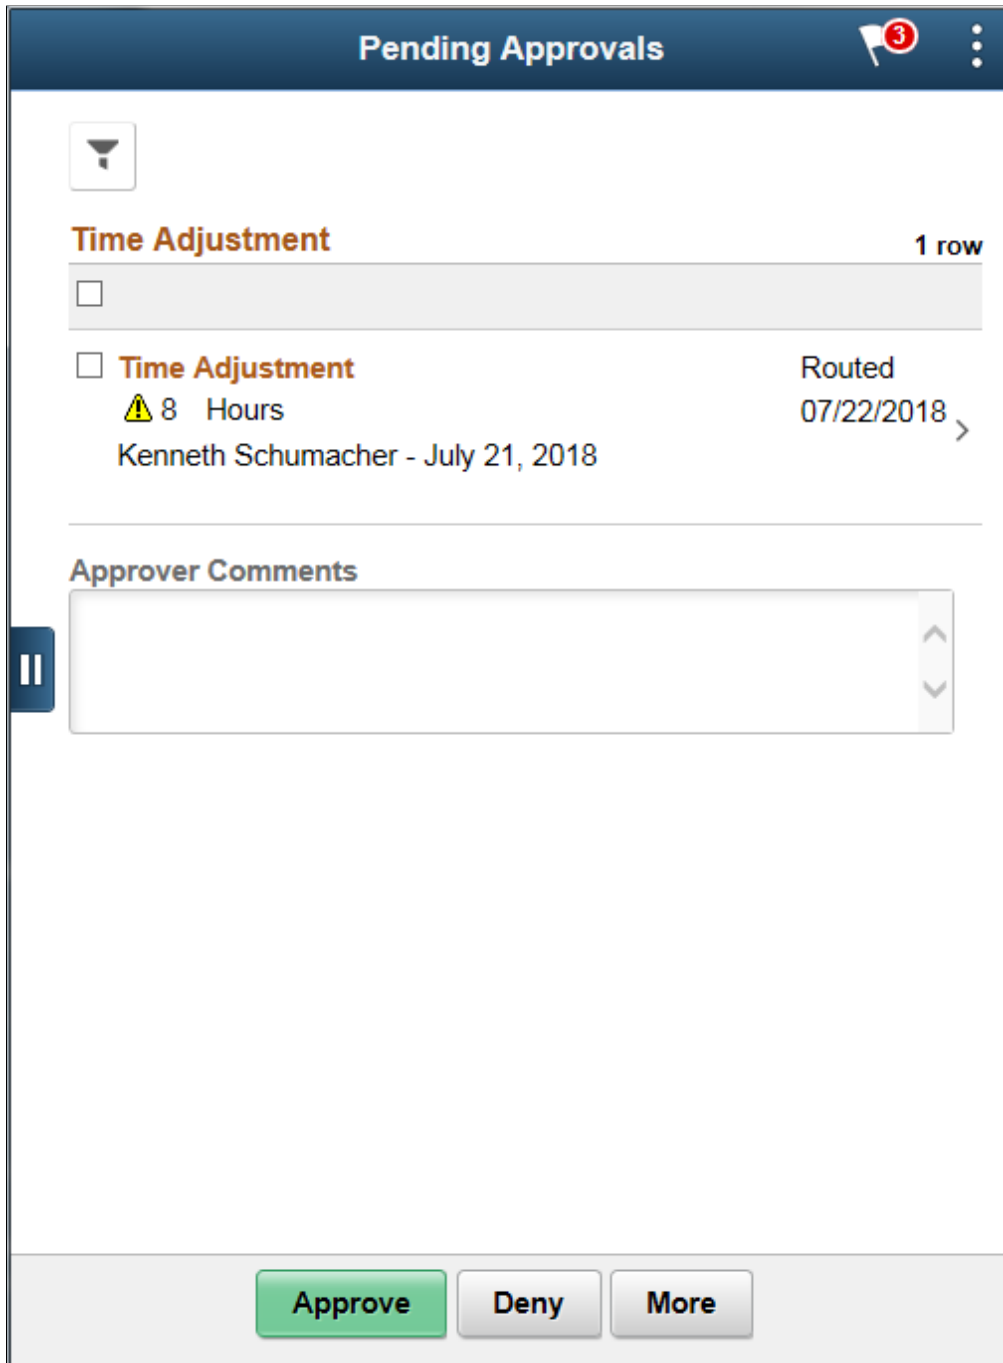 Pending Approvals
3
Time Adjustment
1 row
Time Adjustment
Routed
8 Hours
07/22/2018
Kenneth Schumacher - July 21, 2018
Approver Comments
Approve
Deny
More